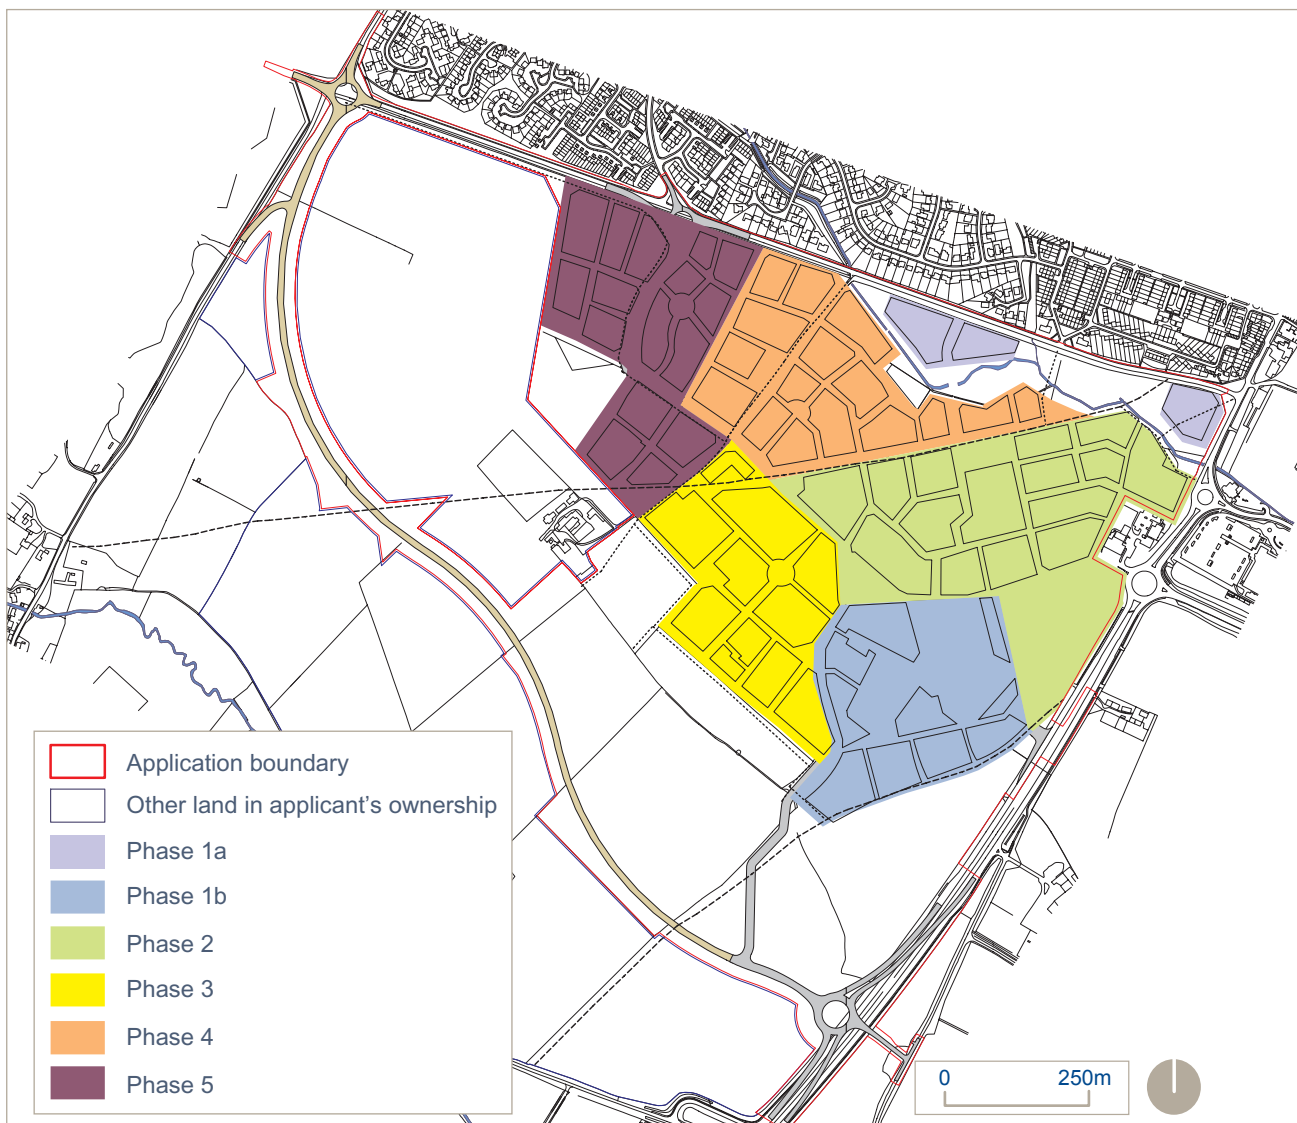 Application boundary
Other land in applicant's ownership
Phase 1a
Phase 1b
Phase 2
Phase 3
Phase 4
Phase 5
0 250m